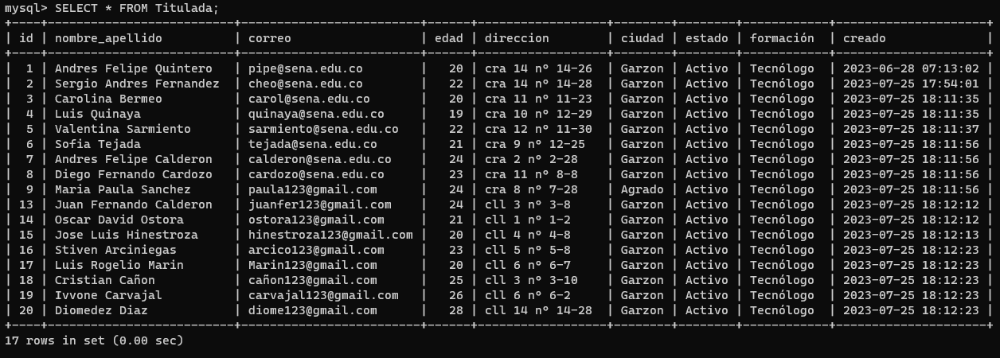 mysql> SELECT * FROM Titulada;
+----+--------------------------+-------------------------+------+-----------------+--------+--------+-----------+---------------------+
| id | nombre_apellido          | correo                  | edad | direccion       | ciudad | estado | formación | creado              |
+----+--------------------------+-------------------------+------+-----------------+--------+--------+-----------+---------------------+
|  1 | Andres Felipe Quintero   | pipe@sena.edu.co        |   20 | cra 14 n° 14-26 | Garzon | Activo | Tecnólogo | 2023-06-28 07:13:02 |
|  2 | Sergio Andres Fernandez  | cheo@sena.edu.co        |   22 | cra 14 n° 14-28 | Garzon | Activo | Tecnólogo | 2023-07-25 17:54:01 |
|  3 | Carolina Bermeo          | carol@sena.edu.co       |   20 | cra 11 n° 11-23 | Garzon | Activo | Tecnólogo | 2023-07-25 18:11:35 |
|  4 | Luis Quinaya             | quinaya@sena.edu.co     |   19 | cra 10 n° 12-29 | Garzon | Activo | Tecnólogo | 2023-07-25 18:11:35 |
|  5 | Valentina Sarmiento      | sarmiento@sena.edu.co   |   22 | cra 12 n° 11-30 | Garzon | Activo | Tecnólogo | 2023-07-25 18:11:37 |
|  6 | Sofia Tejada             | tejada@sena.edu.co      |   21 | cra 9 n° 12-25  | Garzon | Activo | Tecnólogo | 2023-07-25 18:11:56 |
|  7 | Andres Felipe Calderon   | calderon@sena.edu.co    |   24 | cra 2 n° 2-28   | Garzon | Activo | Tecnólogo | 2023-07-25 18:11:56 |
|  8 | Diego Fernando Cardozo   | cardozo@sena.edu.co     |   23 | cra 11 n° 8-8   | Garzon | Activo | Tecnólogo | 2023-07-25 18:11:56 |
|  9 | Maria Paula Sanchez      | paula123@gmail.com      |   24 | cra 8 n° 7-28   | Agrado | Activo | Tecnólogo | 2023-07-25 18:11:56 |
| 13 | Juan Fernando Calderon   | juanfer123@gmail.com    |   24 | cll 3 n° 3-8    | Garzon | Activo | Tecnólogo | 2023-07-25 18:12:12 |
| 14 | Oscar David Ostora       | ostora123@gmail.com     |   21 | cll 1 n° 1-2    | Garzon | Activo | Tecnólogo | 2023-07-25 18:12:12 |
| 15 | Jose Luis Hinestroza     | hinestroza123@gmail.com |   20 | cll 4 n° 4-8    | Garzon | Activo | Tecnólogo | 2023-07-25 18:12:13 |
| 16 | Stiven Arciniegas        | arcico123@gmail.com     |   23 | cll 5 n° 5-8    | Garzon | Activo | Tecnólogo | 2023-07-25 18:12:23 |
| 17 | Luis Rogelio Marin       | Marin123@gmail.com      |   20 | cll 6 n° 6-7    | Garzon | Activo | Tecnólogo | 2023-07-25 18:12:23 |
| 18 | Cristian Cañon           | cañon123@gmail.com      |   25 | cll 3 n° 3-10   | Garzon | Activo | Tecnólogo | 2023-07-25 18:12:23 |
| 19 | Ivvone Carvajal          | carvajal123@gmail.com   |   26 | cll 6 n° 6-2    | Garzon | Activo | Tecnólogo | 2023-07-25 18:12:23 |
| 20 | Diomedez Diaz            | diome123@gmail.com      |   28 | cll 14 n° 14-28 | Garzon | Activo | Tecnólogo | 2023-07-25 18:12:23 |
+----+--------------------------+-------------------------+------+-----------------+--------+--------+-----------+---------------------+
17 rows in set (0.00 sec)